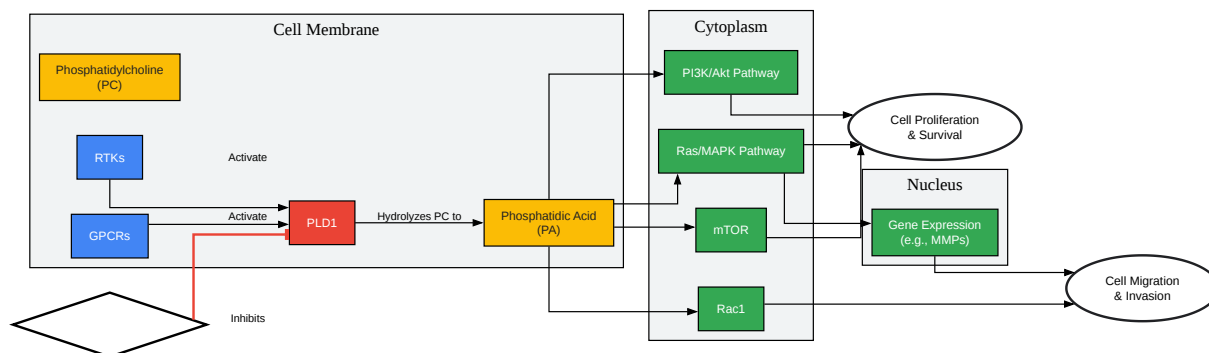 Cell Membrane
Phosphatidylcholine
(PC)
RTKs
Activate
GPCRs
Activate
PLD1
Hydrolyzes PC to
Phosphatidic Acid
(PA)
Inhibits
Cytoplasm
PI3K/Akt Pathway
Ras/MAPK Pathway
mTOR
Rac1
Cell Proliferation
& Survival
Nucleus
Gene Expression
(e.g., MMPs)
Cell Migration
& Invasion